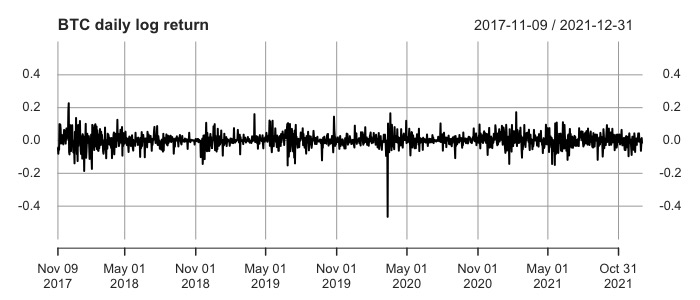 BTC daily log return 2017-11-09 / 2021-12-31
0.4 0.4
0.2 0.2
0.0 0.0
-0.2 -0.2
-0.4 -0.4
Nov 09 May 01 Nov 01 May 01 Nov 01 May 01 Nov 01 May 01 Oct 31
2017 2018 2018 2019 2019 2020 2020 2021 2021